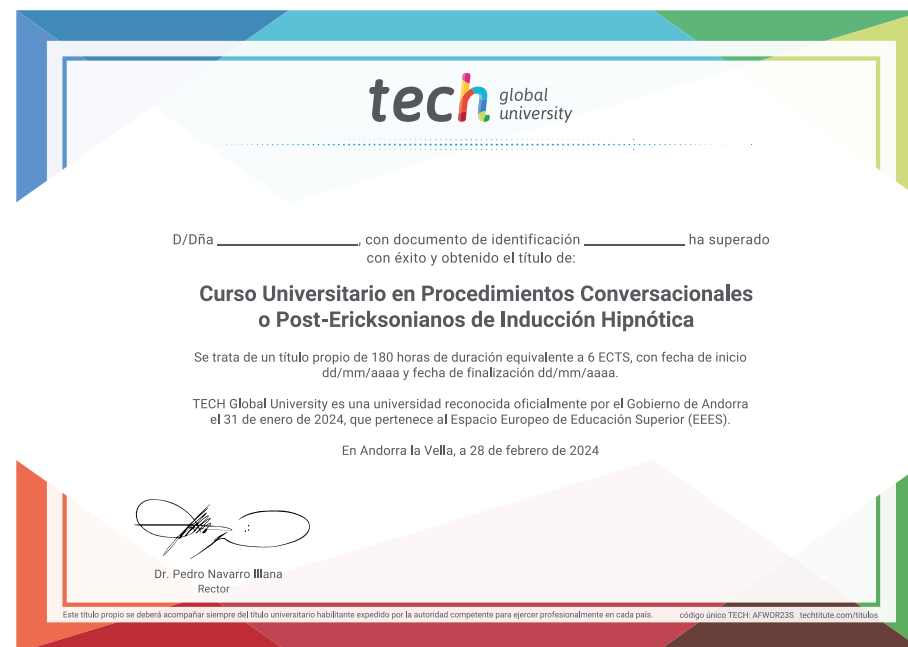 tech global university
D/Dña ____________________, con documento de identificación ______________ ha superado
con éxito y obtenido el título de:
Curso Universitario en Procedimientos Conversacionales
o Post-Ericksonianos de Inducción Hipnótica
Se trata de un título propio de 180 horas de duración equivalente a 6 ECTS, con fecha de inicio
dd/mm/aaaa y fecha de finalización dd/mm/aaaa.
TECH Global University es una universidad reconocida oficialmente por el Gobierno de Andorra
el 31 de enero de 2024, que pertenece al Espacio Europeo de Educación Superior (EEES).
En Andorra la Vella, a 28 de febrero de 2024
Dr. Pedro Navarro Illana
Rector
Este título propio se deberá acompañar siempre del título universitario habilitante expedido por la autoridad competente para ejercer profesionalmente en cada país. código único TECH: AFWOR23S techtitute.com/titulos